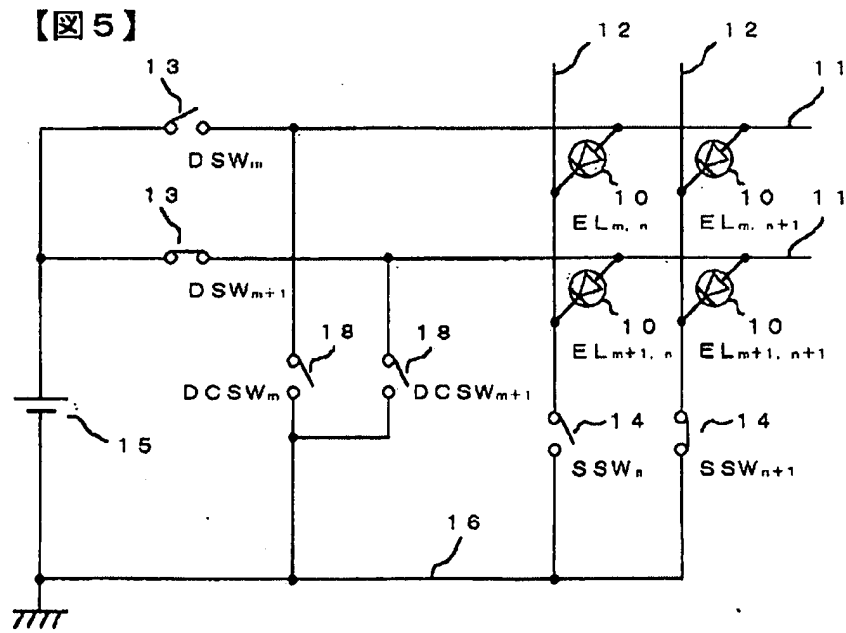 【図５】
１２ １２
１３ １１
ＤＳＷm
１０ １０
ＥＬm, n ＥＬm, n+1
１３ １１
ＤＳＷm+1
１０ １０
１８ １８
ＥＬm+1, n ＥＬm+1, n+1
ＤＣＳＷm ＤＣＳＷm+1
１４ １４
１５
ＳＳＷn ＳＳＷn+1
１６